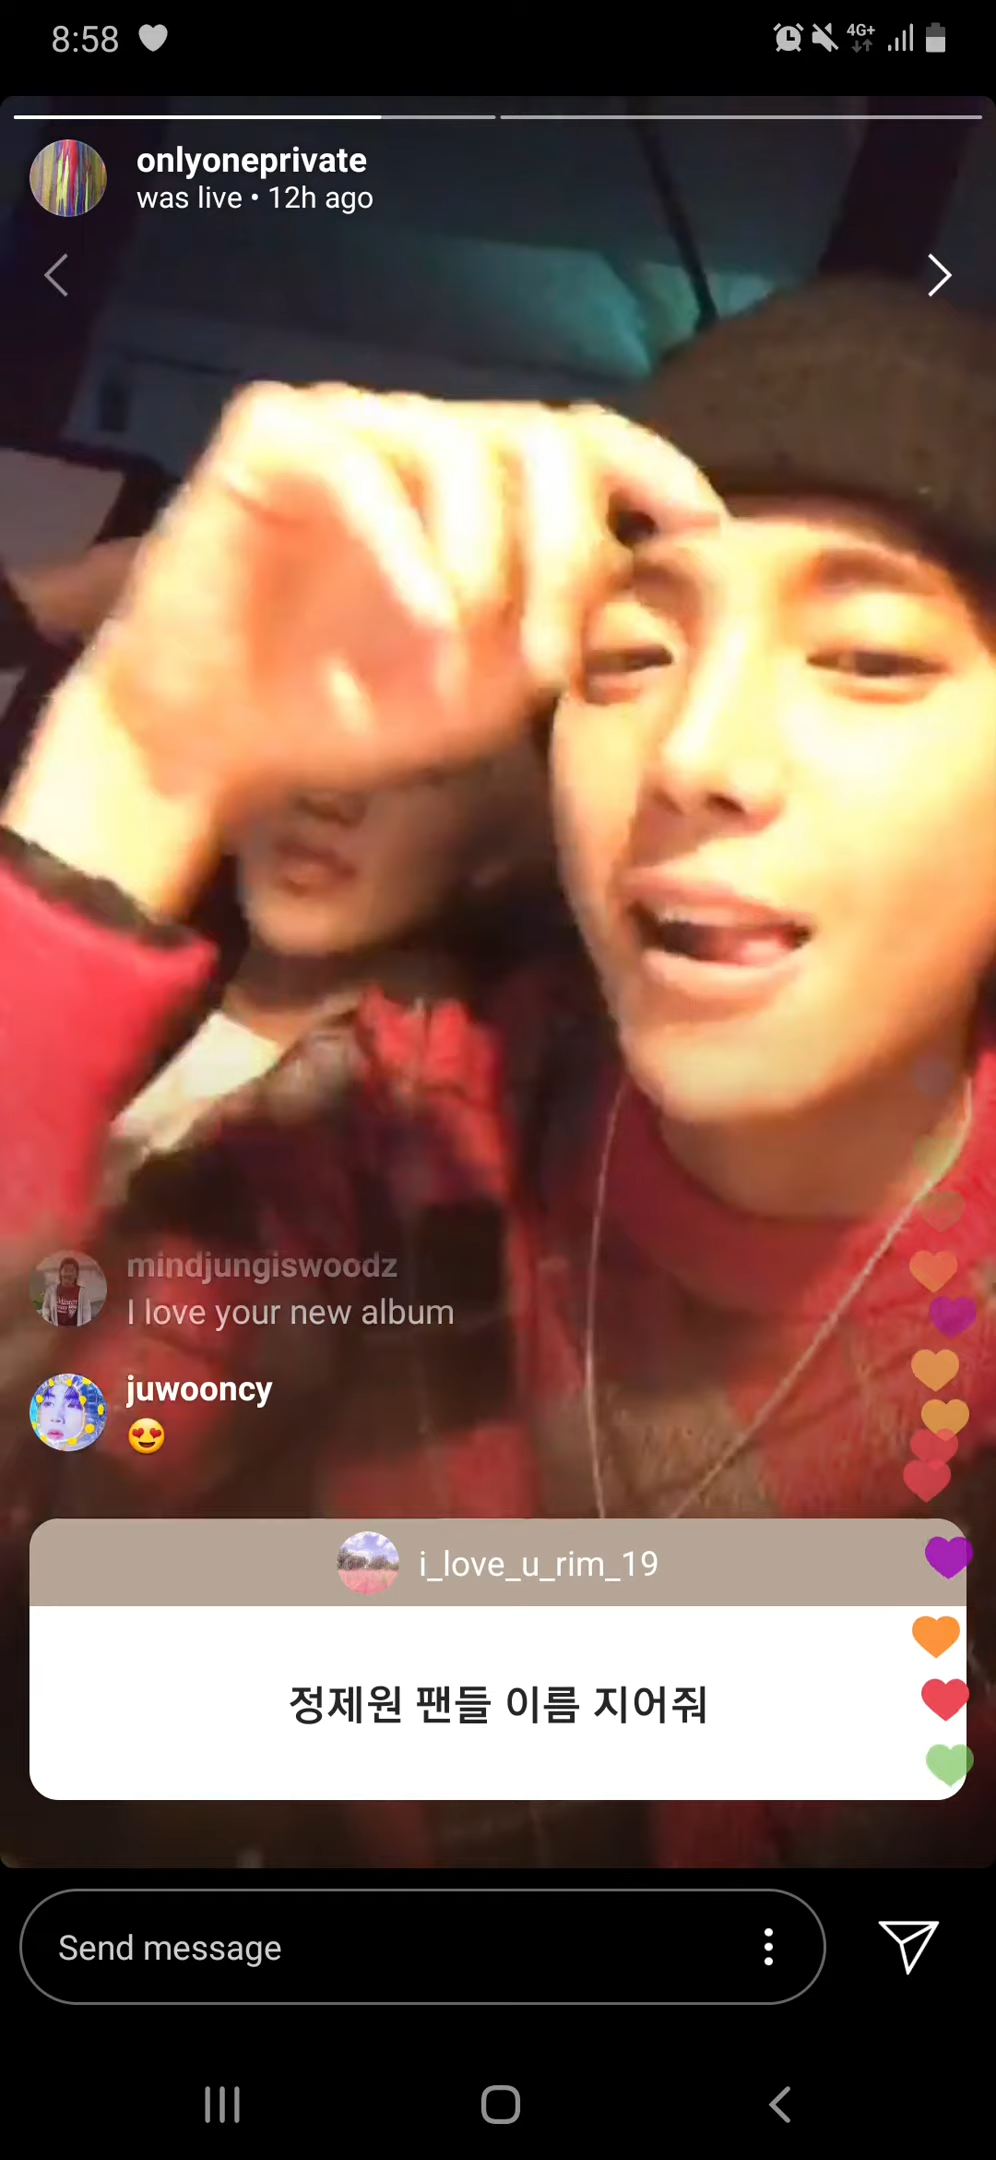 8:58
4G+
onlyoneprivate
was live • 12h ago
mindjungiswoodz
I love your new album
juwooncy
😍
i_love_u_rim_19
정제원 팬들 이름 지어줘
Send message